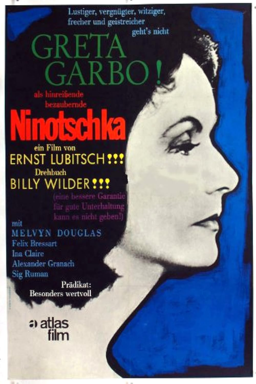 Lustiger, vergnügter, witziger,
frecher und geistreicher
geht's nicht
GRETA
GARBO!
als hinreißende
bezaubernde
Ninotschka
ein Film von
ERNST LUBITSCH!!!
Drehbuch
BILLY WILDER!!!
(eine bessere Garantie
für gute Unterhaltung
kann es nicht geben!)
mit
MELVYN DOUGLAS
Felix Bressart
Ina Claire
Alexander Granach
Sig Ruman
Prädikat:
Besonders wertvoll
a atlas
film